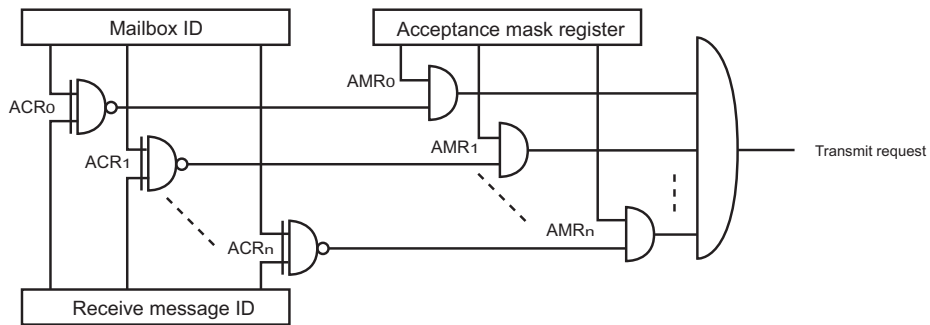 Mailbox ID
Acceptance mask register
AMR0
ACR0
AMR1
ACR1
Transmit request
AMRn
ACRn
Receive message ID